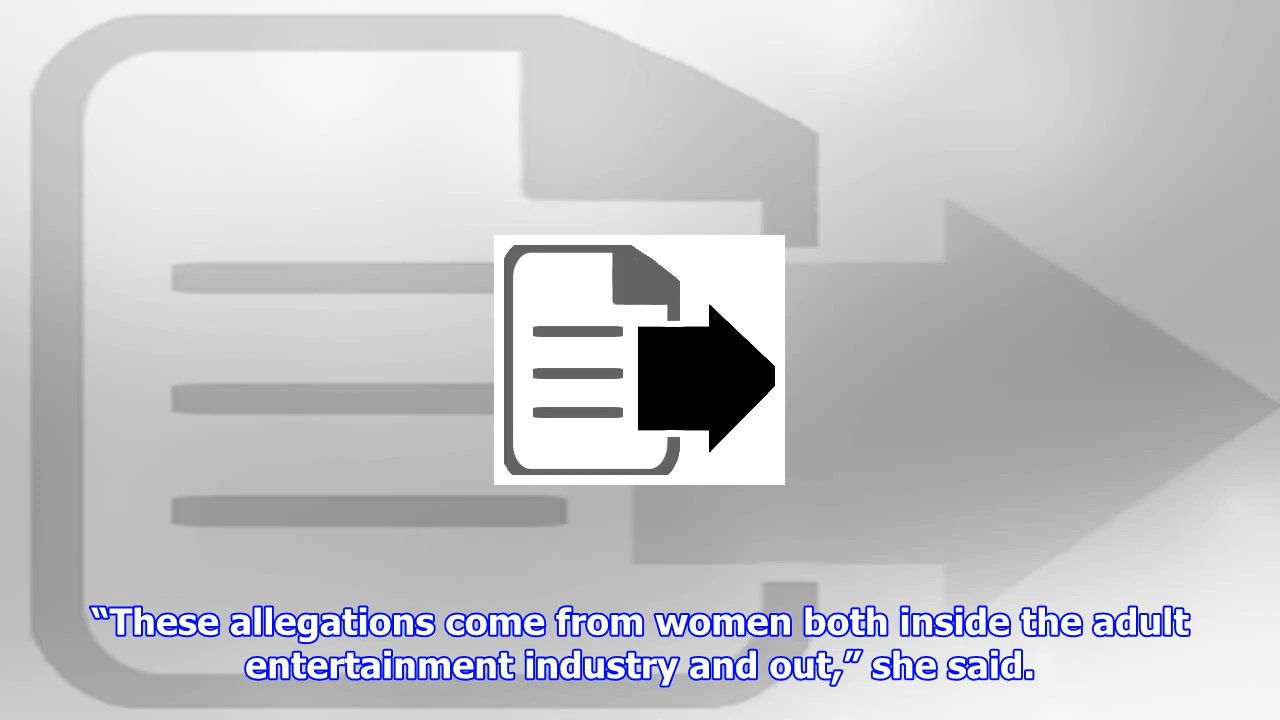 “These allegations come from women both inside the adult
entertainment industry and out,” she said.